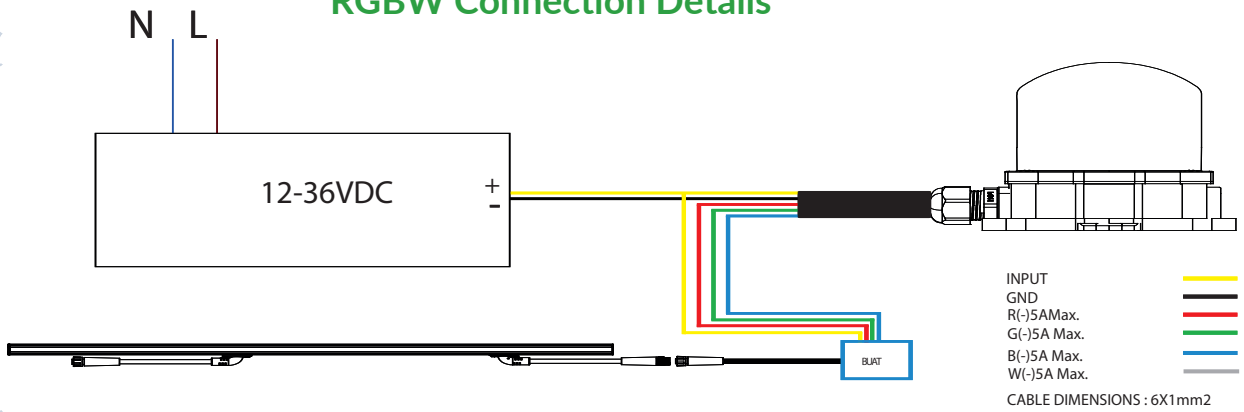 RGBW Connection Details
N L
12-36VDC
+
-
INPUT
GND
R(-)5AMax.
G(-)5A Max.
B(-)5A Max.
W(-)5A Max.
BUAT
CABLE DIMENSIONS : 6X1mm2